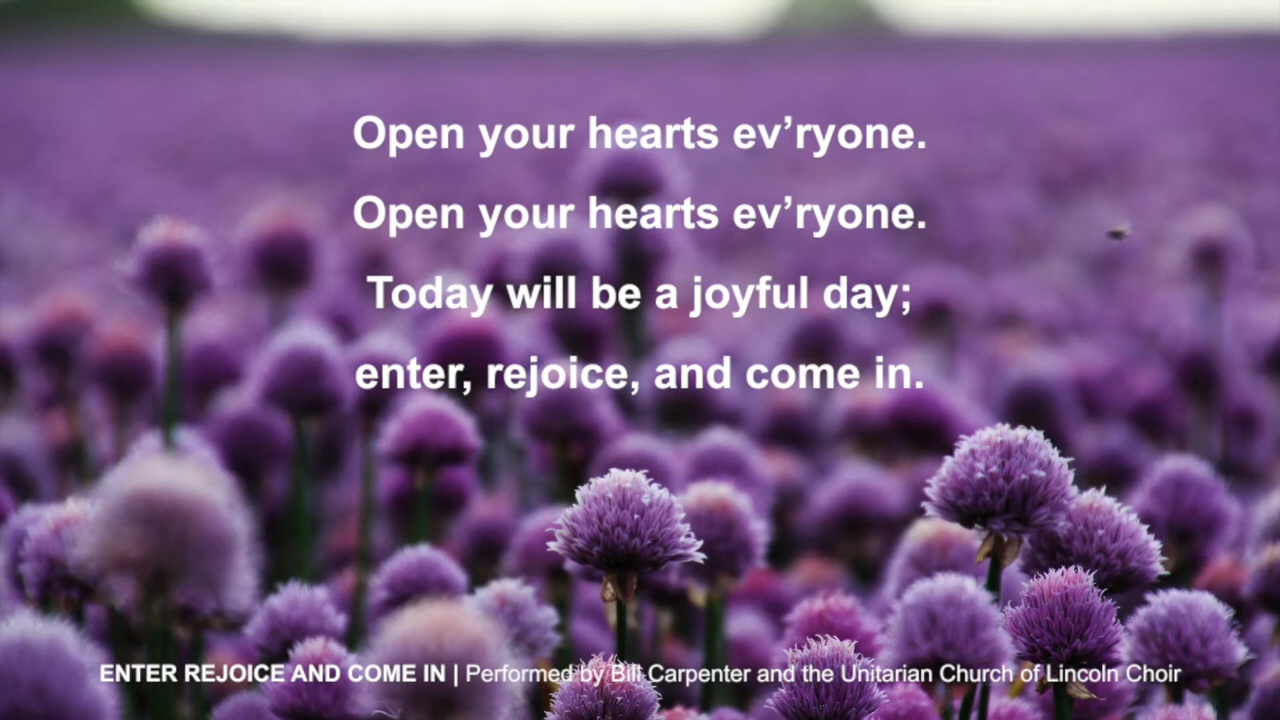 Open your hearts ev’ryone.
Open your hearts ev’ryone.
Today will be a joyful day;
enter, rejoice, and come in.
ENTER REJOICE AND COME IN | Performed by Bill Carpenter and the Unitarian Church of Lincoln Choir